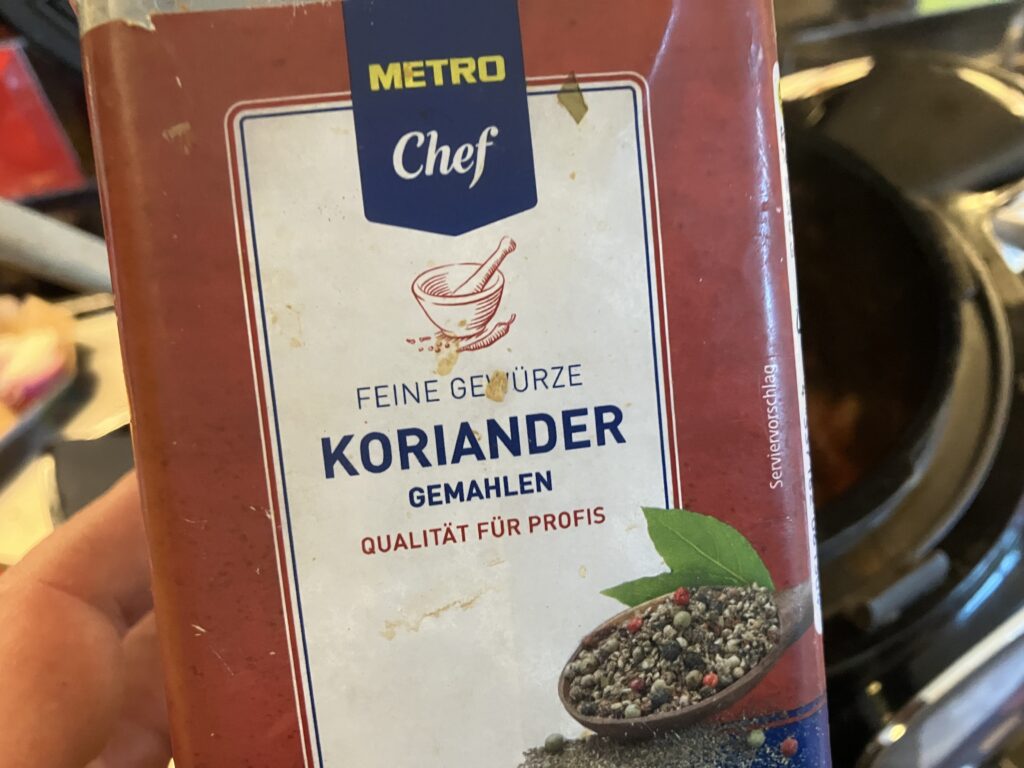 METRO
Chef
FEINE GEWÜRZE
KORIANDER
GEMAHLEN
QUALITÄT FÜR PROFIS
Serviervorschlag